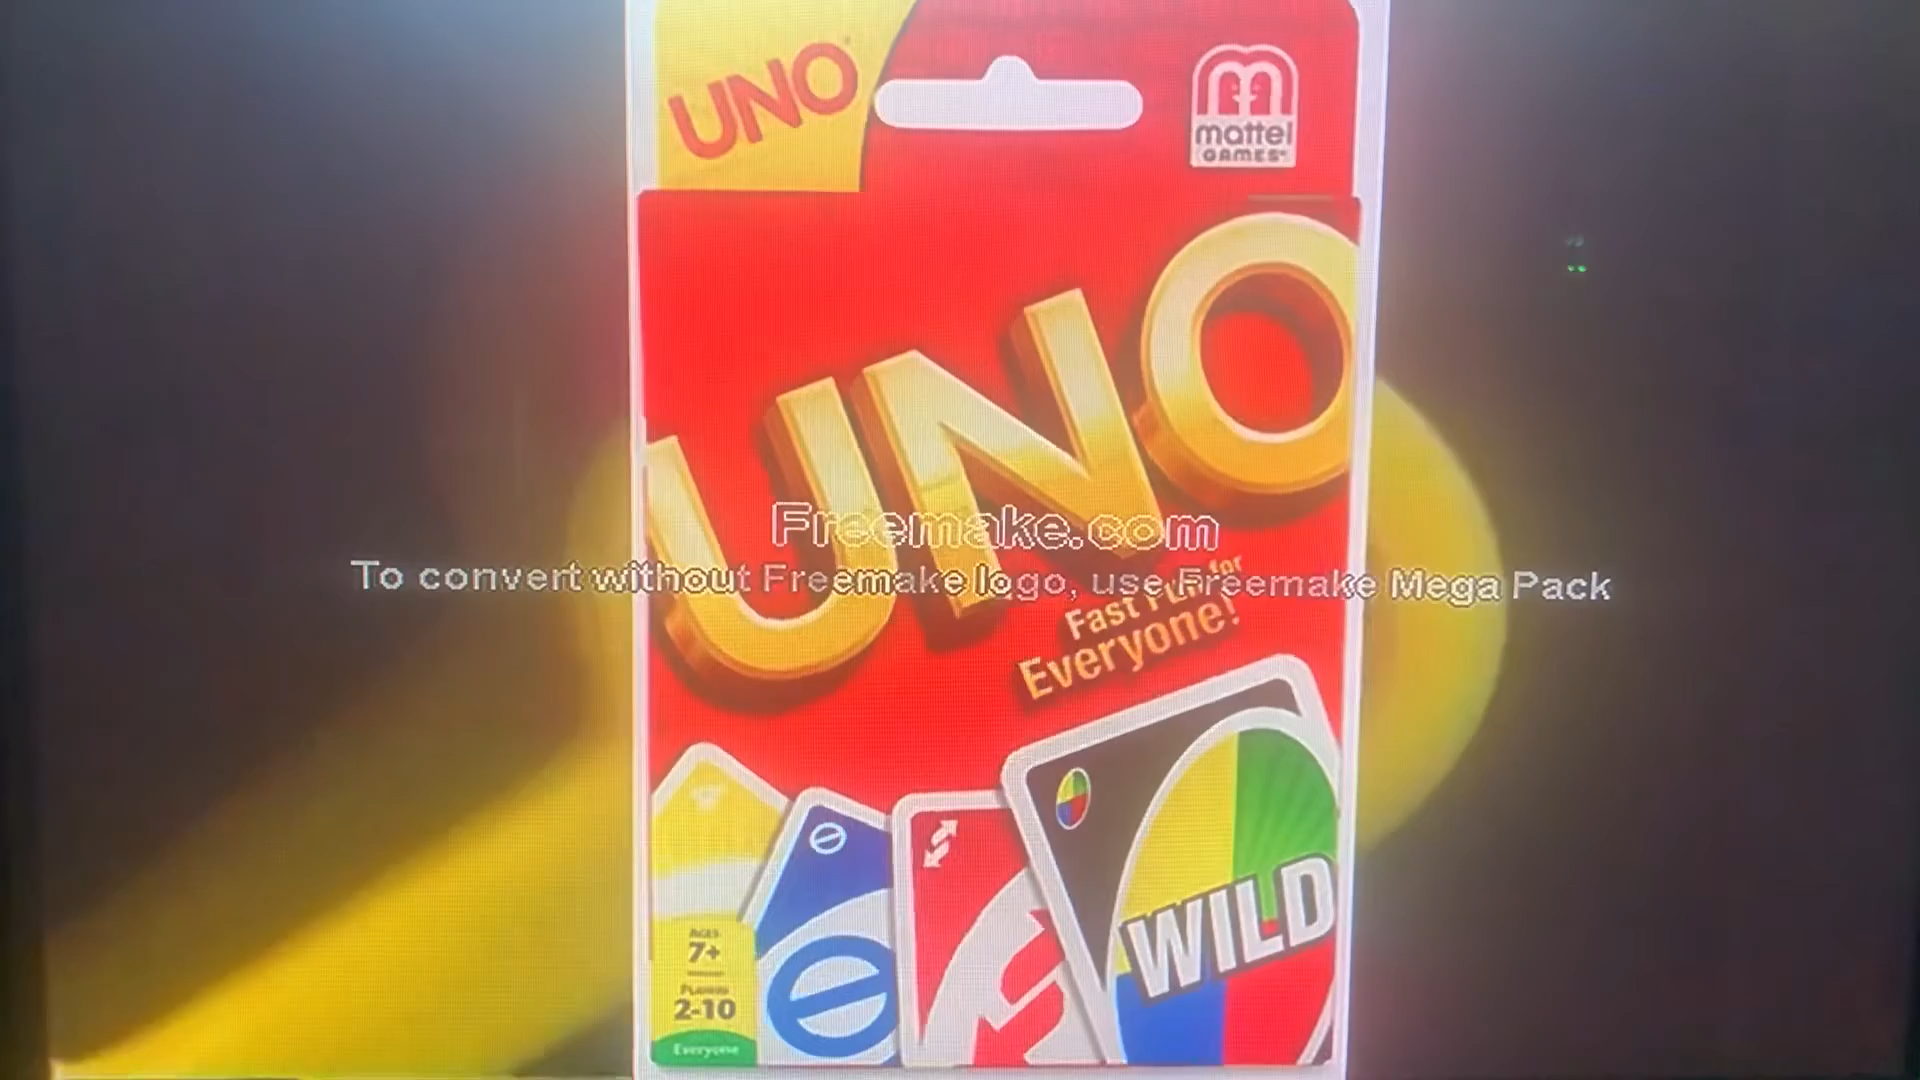 UNO
mattel
GAMES
UNO
Freemake.com
To convert without Freemake logo, use Freemake Mega Pack
Fast Fun for
Everyone!
WILD
AGES
7+
PLAYERS
2-10
Everyone